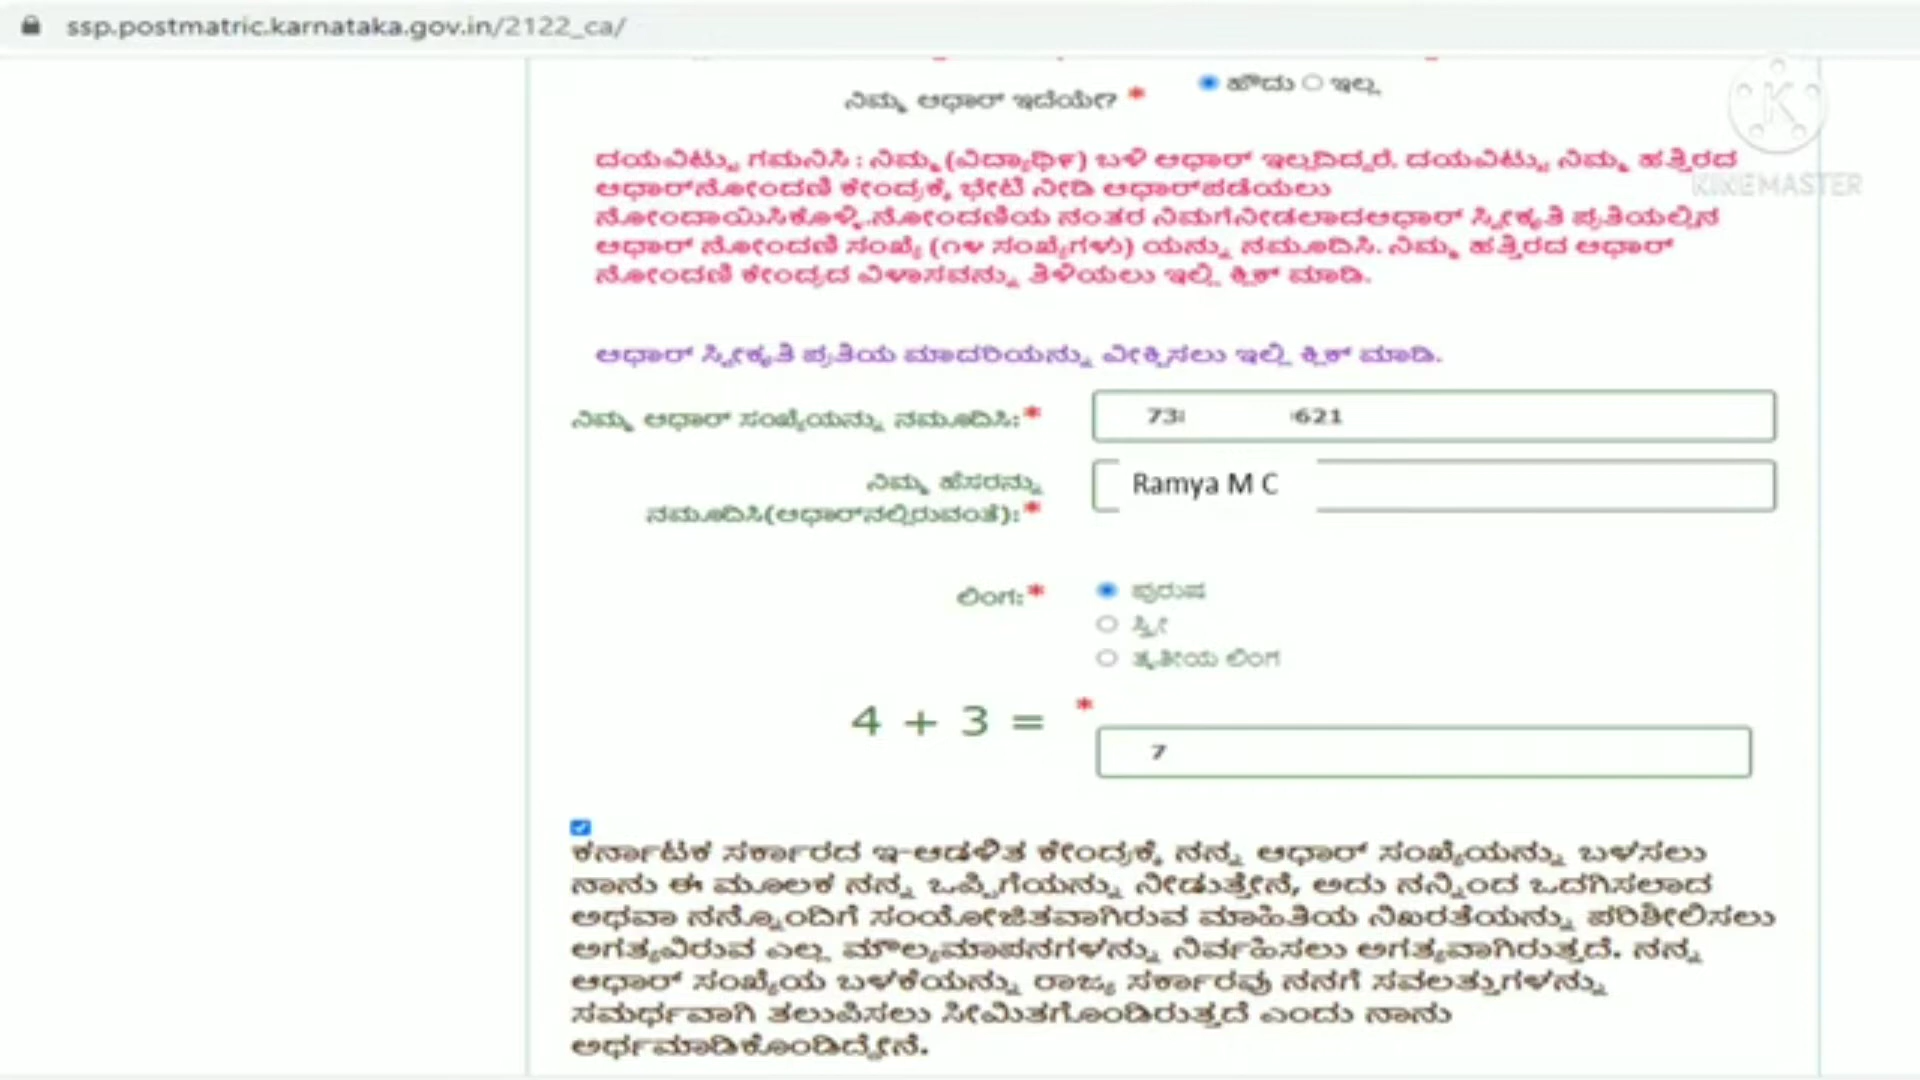 ssp.postmatric.karnataka.gov.in/2122_ca/
ನಿಮ್ಮ ಆಧಾರ್ ಇದೆಯೇ? * ಹೌದು ಇಲ್ಲ
KINEMASTER
ದಯವಿಟ್ಟು ಗಮನಿಸಿ : ನಿಮ್ಮ (ವಿದ್ಯಾರ್ಥಿ) ಬಳಿ ಆಧಾರ್ ಇಲ್ಲದಿದ್ದರೆ. ದಯವಿಟ್ಟು ನಿಮ್ಮ ಹತ್ತಿರದ
ಆಧಾರ್‌ನೋಂದಣಿ ಕೇಂದ್ರಕ್ಕೆ ಭೇಟಿ ನೀಡಿ ಆಧಾರ್‌ಪಡೆಯಲು
ನೋಂದಾಯಿಸಿಕೊಳ್ಳಿ.ನೋಂದಣಿಯ ನಂತರ ನಿಮಗೆನೀಡಲಾದಆಧಾರ್ ಸ್ವೀಕೃತಿ ಪ್ರತಿಯಲ್ಲಿನ
ಆಧಾರ್ ನೋಂದಣಿ ಸಂಖ್ಯೆ (೧೪ ಸಂಖ್ಯೆಗಳು) ಯನ್ನು ನಮೂದಿಸಿ. ನಿಮ್ಮ ಹತ್ತಿರದ ಆಧಾರ್
ನೋಂದಣಿ ಕೇಂದ್ರದ ವಿಳಾಸವನ್ನು ತಿಳಿಯಲು ಇಲ್ಲಿ ಕ್ಲಿಕ್ ಮಾಡಿ.
ಆಧಾರ್ ಸ್ವೀಕೃತಿ ಪ್ರತಿಯ ಮಾದರಿಯನ್ನು ವೀಕ್ಷಿಸಲು ಇಲ್ಲಿ ಕ್ಲಿಕ್ ಮಾಡಿ.
ನಿಮ್ಮ ಆಧಾರ್ ಸಂಖ್ಯೆಯನ್ನು ನಮೂದಿಸಿ:* 73 621
ನಿಮ್ಮ ಹೆಸರನ್ನು
ನಮೂದಿಸಿ(ಆಧಾರ್‌ನಲ್ಲಿರುವಂತೆ):* Ramya M C
ಲಿಂಗ:* ಪುರುಷ
ಸ್ತ್ರೀ
ತೃತೀಯ ಲಿಂಗ
4 + 3 = *
7
ಕರ್ನಾಟಕ ಸರ್ಕಾರದ ಇ-ಆಡಳಿತ ಕೇಂದ್ರಕ್ಕೆ ನನ್ನ ಆಧಾರ್ ಸಂಖ್ಯೆಯನ್ನು ಬಳಸಲು
ನಾನು ಈ ಮೂಲಕ ನನ್ನ ಒಪ್ಪಿಗೆಯನ್ನು ನೀಡುತ್ತೇನೆ, ಅದು ನನ್ನಿಂದ ಒದಗಿಸಲಾದ
ಅಥವಾ ನನ್ನೊಂದಿಗೆ ಸಂಯೋಜಿತವಾಗಿರುವ ಮಾಹಿತಿಯ ನಿಖರತೆಯನ್ನು ಪರಿಶೀಲಿಸಲು
ಅಗತ್ಯವಿರುವ ಎಲ್ಲ ಮೌಲ್ಯಮಾಪನಗಳನ್ನು ನಿರ್ವಹಿಸಲು ಅಗತ್ಯವಾಗಿರುತ್ತದೆ. ನನ್ನ
ಆಧಾರ್ ಸಂಖ್ಯೆಯ ಬಳಕೆಯನ್ನು ರಾಜ್ಯ ಸರ್ಕಾರವು ನನಗೆ ಸವಲತ್ತುಗಳನ್ನು
ಸಮರ್ಥವಾಗಿ ತಲುಪಿಸಲು ಸೀಮಿತಗೊಂಡಿರುತ್ತದೆ ಎಂದು ನಾನು
ಅರ್ಥಮಾಡಿಕೊಂಡಿದ್ದೇನೆ.